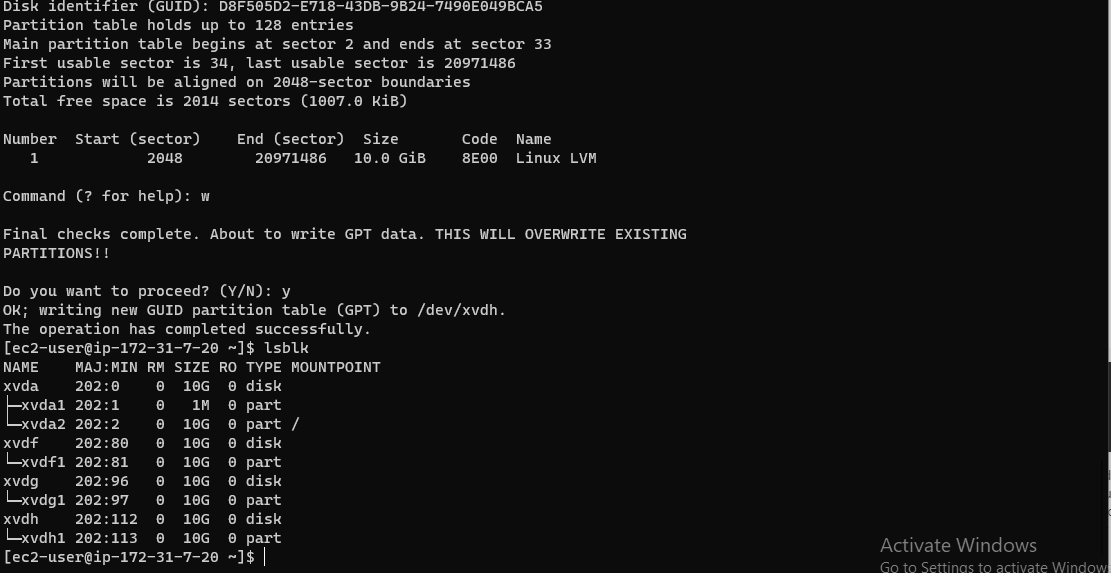 Disk identifier (GUID): D8F505D2-E718-43DB-9B24-7490E049BCA5
Partition table holds up to 128 entries
Main partition table begins at sector 2 and ends at sector 33
First usable sector is 34, last usable sector is 20971486
Partitions will be aligned on 2048-sector boundaries
Total free space is 2014 sectors (1007.0 KiB)
Number  Start (sector)    End (sector)  Size       Code  Name
   1            2048        20971486   10.0 GiB    8E00  Linux LVM
Command (? for help): w
Final checks complete. About to write GPT data. THIS WILL OVERWRITE EXISTING
PARTITIONS!!
Do you want to proceed? (Y/N): y
OK; writing new GUID partition table (GPT) to /dev/xvdh.
The operation has completed successfully.
[ec2-user@ip-172-31-7-20 ~]$ lsblk
NAME    MAJ:MIN RM SIZE RO TYPE MOUNTPOINT
xvda    202:0    0  10G  0 disk
├─xvda1 202:1    0   1M  0 part
└─xvda2 202:2    0  10G  0 part /
xvdf    202:80   0  10G  0 disk
└─xvdf1 202:81   0  10G  0 part
xvdg    202:96   0  10G  0 disk
└─xvdg1 202:97   0  10G  0 part
xvdh    202:112  0  10G  0 disk
└─xvdh1 202:113  0  10G  0 part
[ec2-user@ip-172-31-7-20 ~]$
Activate Windows
Go to Settings to activate Window